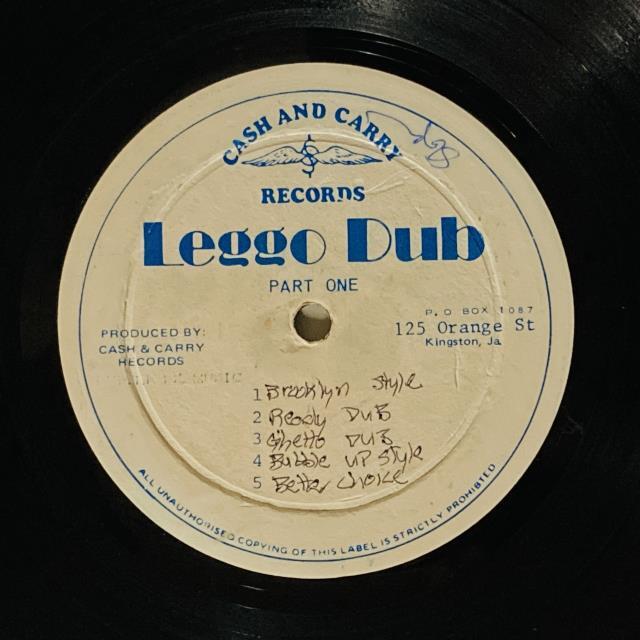 CASH AND CARRY
RECORDS
Leggo Dub
PART ONE
P.O BOX 1087
125 Orange St
Kingston, Ja
PRODUCED BY:
CASH & CARRY
RECORDS
1 Brooklyn style
2 Ready DUB
3 Ghetto DUB
4 Bubble UP style
5 Better choice
ALL UNAUTHORISED COPYING OF THIS LABEL IS STRICTLY PROHIBITED